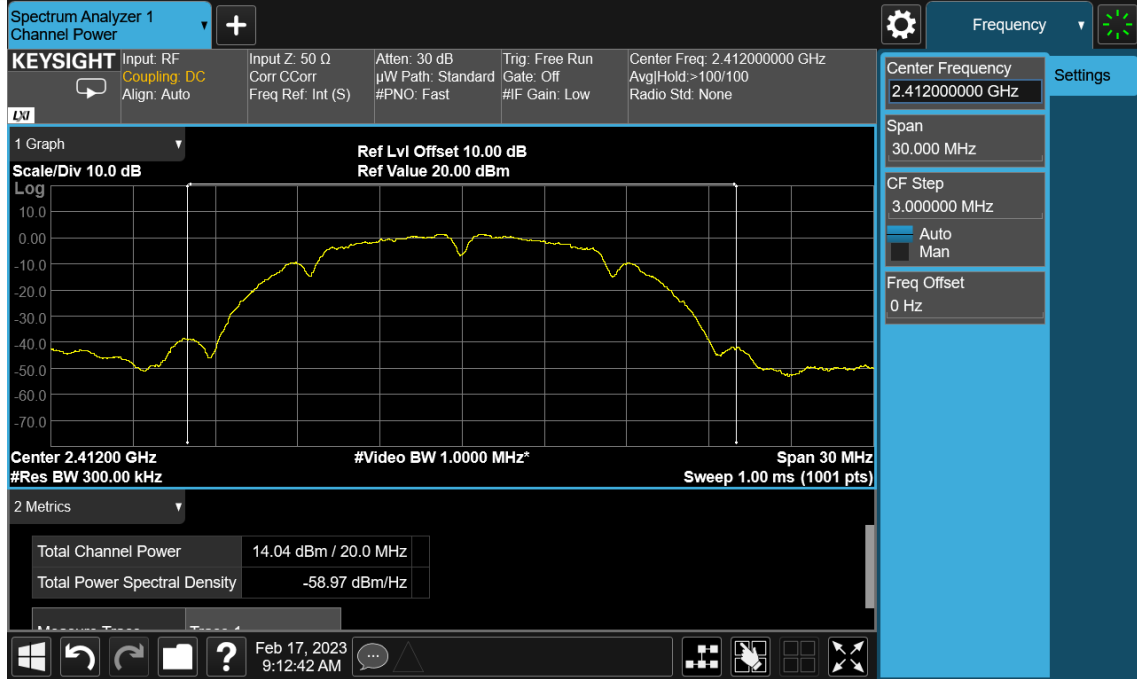 Spectrum Analyzer 1
Channel Power
Frequency
KEYSIGHT
LXI
Input: RF
Coupling: DC
Align: Auto
Input Z: 50 Ω
Corr CCorr
Freq Ref: Int (S)
Atten: 30 dB
µW Path: Standard
#PNO: Fast
Trig: Free Run
Gate: Off
#IF Gain: Low
Center Freq: 2.412000000 GHz
Avg|Hold:>100/100
Radio Std: None
Center Frequency
2.412000000 GHz
Settings
Span
30.000 MHz
CF Step
3.000000 MHz
Auto
Man
Freq Offset
0 Hz
1 Graph
Scale/Div 10.0 dB
Ref Lvl Offset 10.00 dB
Ref Value 20.00 dBm
Log
10.0
0.00
-10.0
-20.0
-30.0
-40.0
-50.0
-60.0
-70.0
Center 2.41200 GHz
#Video BW 1.0000 MHz*
Span 30 MHz
#Res BW 300.00 kHz
Sweep 1.00 ms (1001 pts)
2 Metrics
Total Channel Power 14.04 dBm / 20.0 MHz
Total Power Spectral Density -58.97 dBm/Hz
Feb 17, 2023
9:12:42 AM